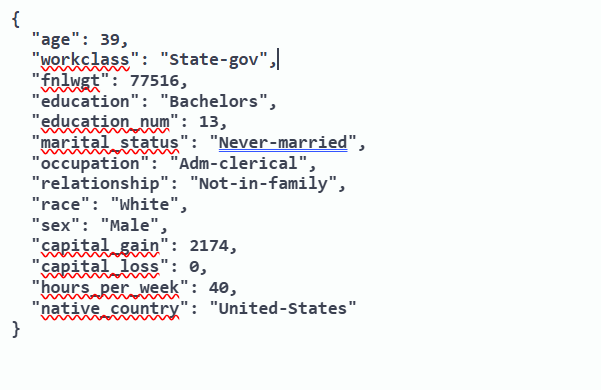 {
"age": 39,
"workclass": "State-gov",
"fnlwgt": 77516,
"education": "Bachelors",
"education_num": 13,
"marital_status": "Never-married",
"occupation": "Adm-clerical",
"relationship": "Not-in-family",
"race": "White",
"sex": "Male",
"capital_gain": 2174,
"capital_loss": 0,
"hours_per_week": 40,
"native_country": "United-States"
}